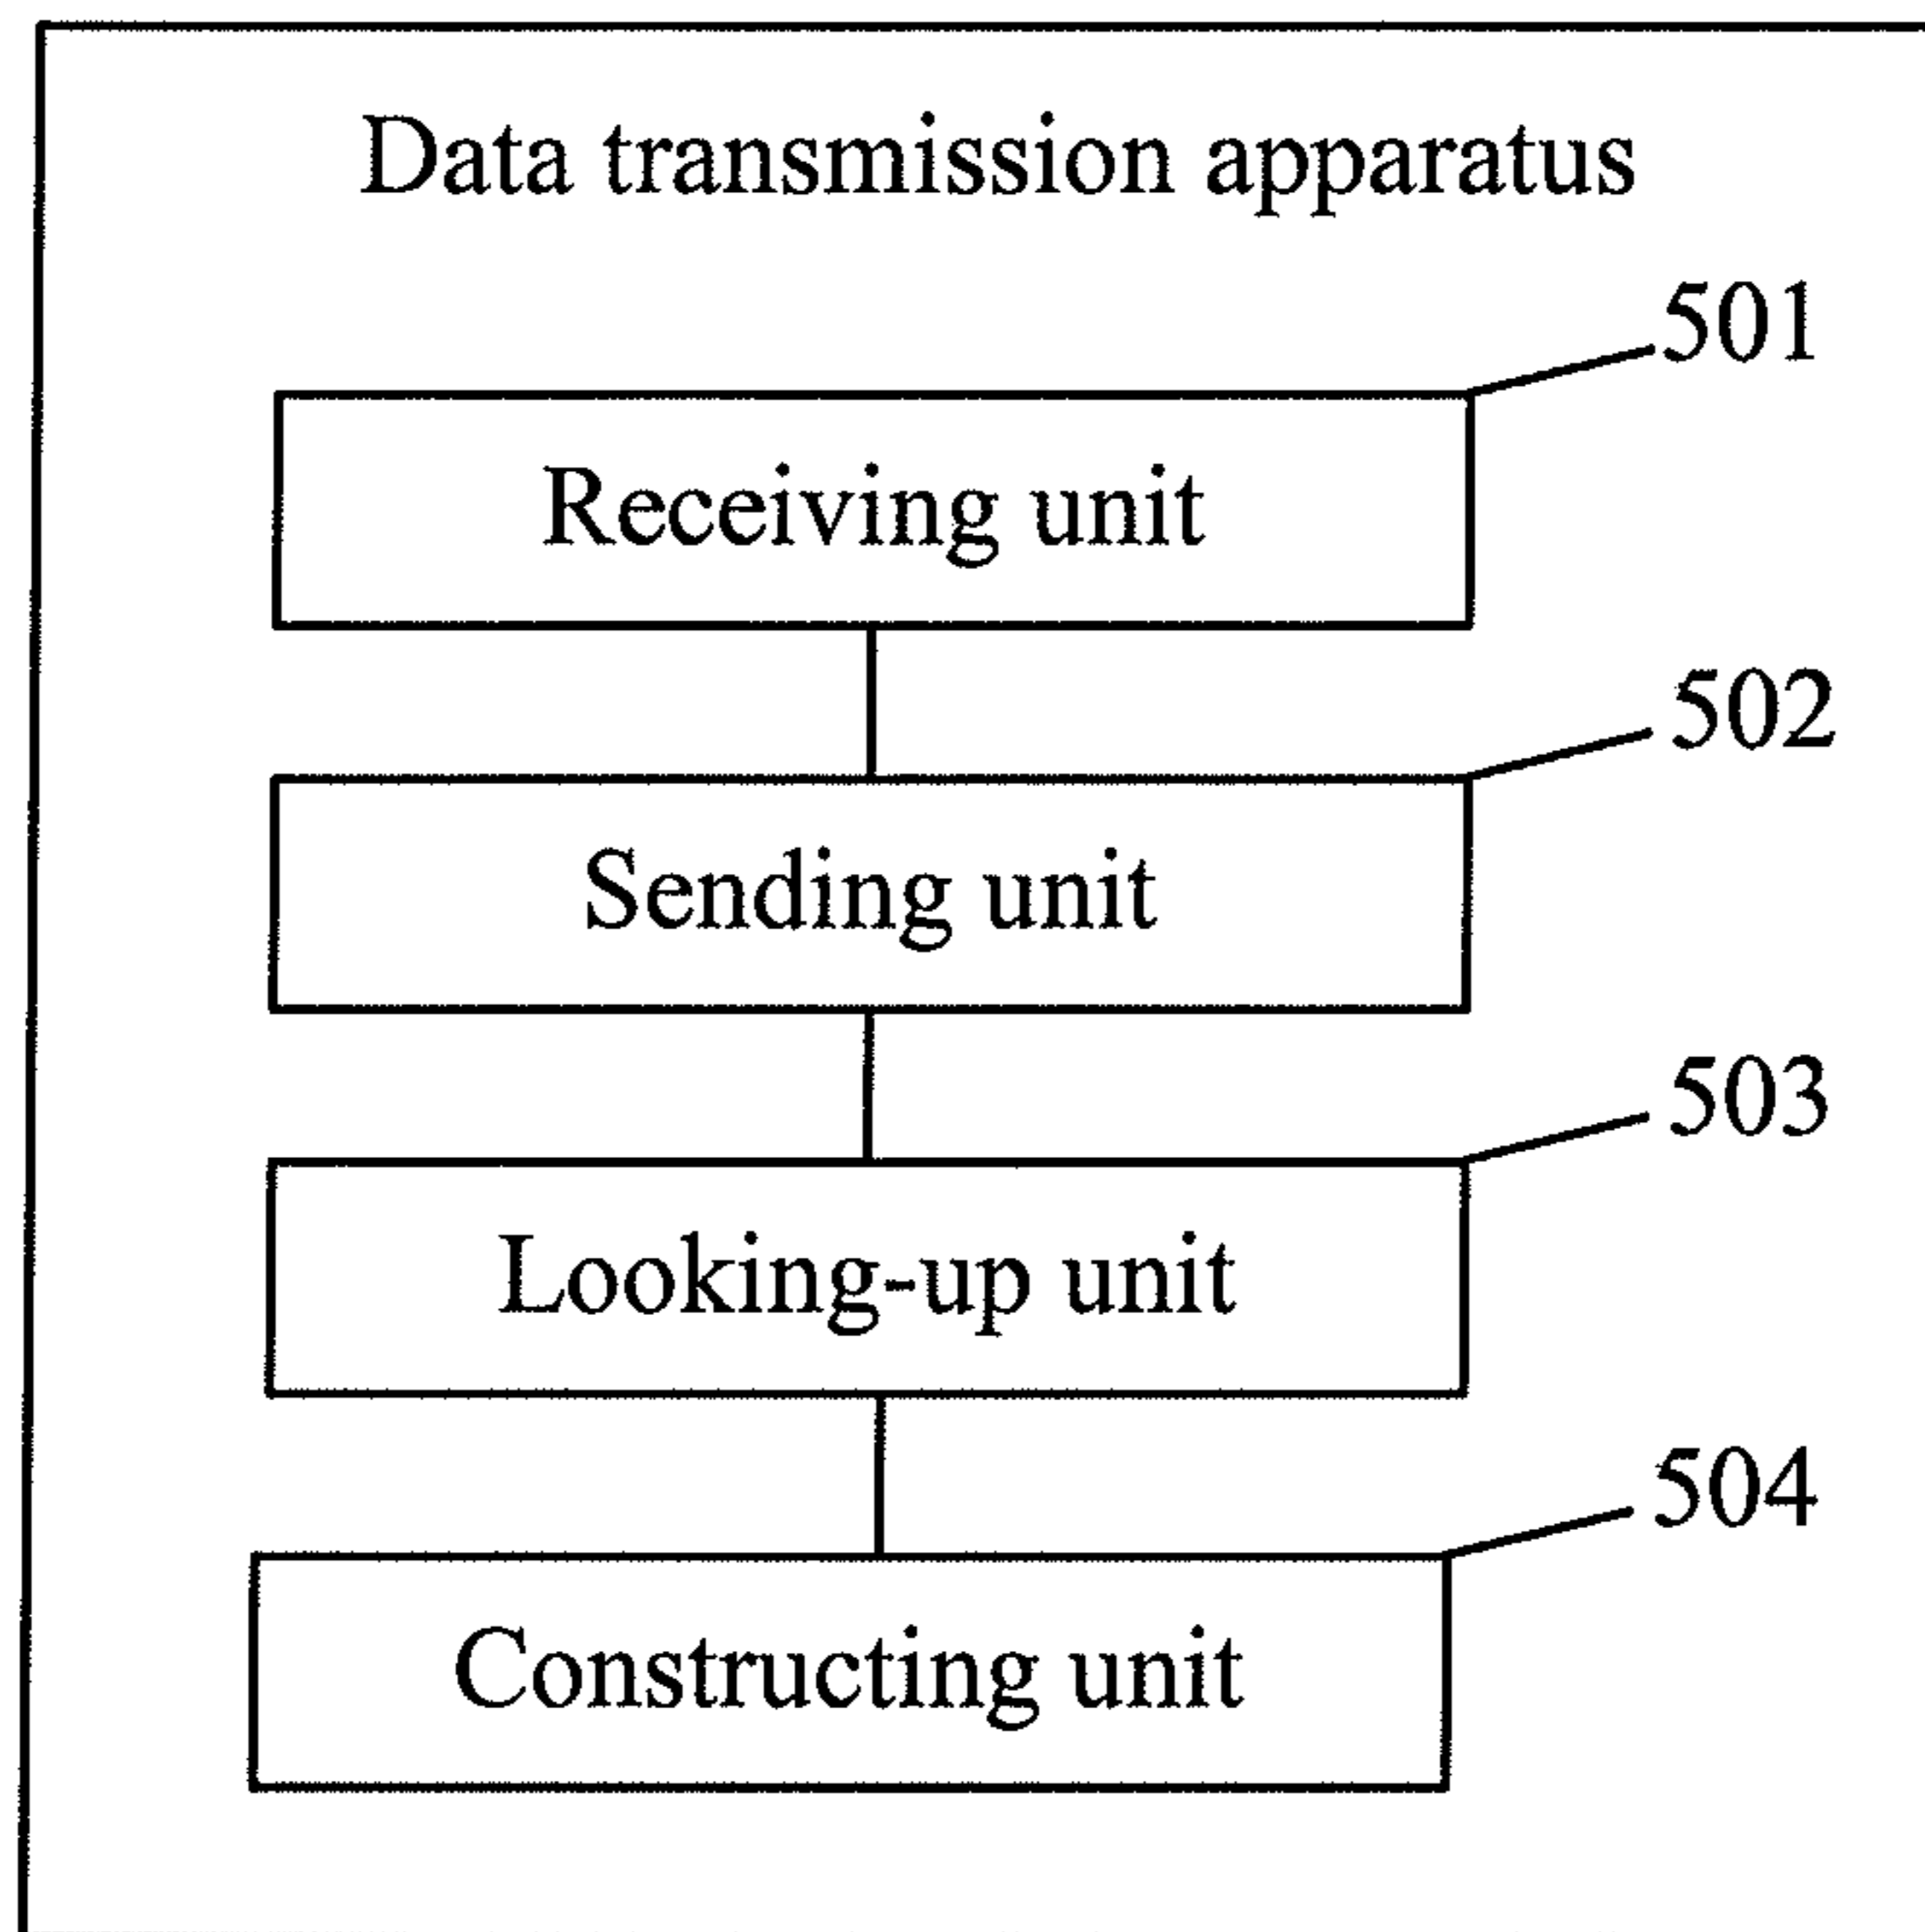 Data transmission apparatus
501
Receiving unit
502
Sending unit
503
Looking-up unit
504
Constructing unit